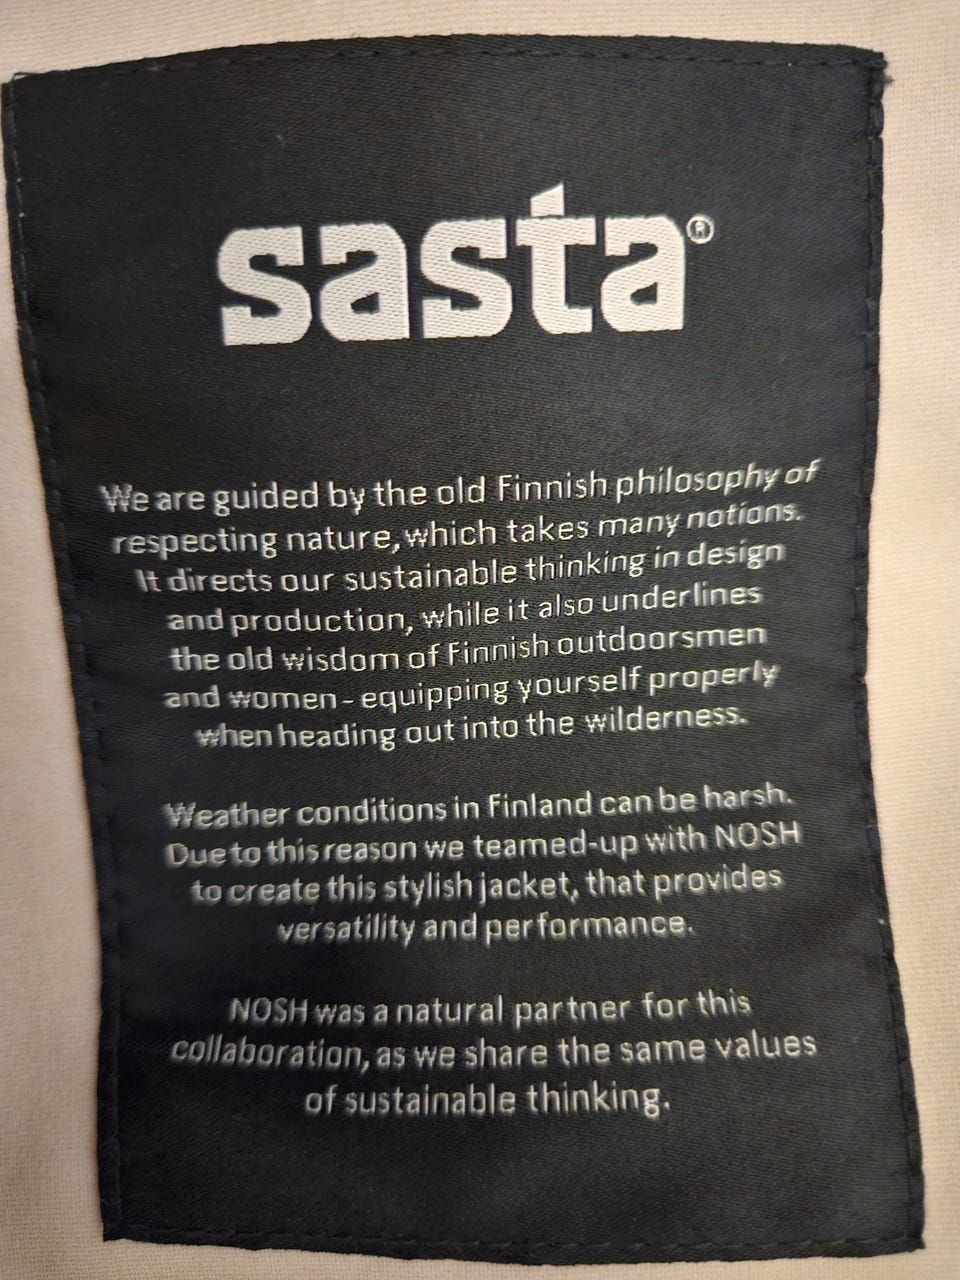 sasta®
We are guided by the old Finnish philosophy of
respecting nature, which takes many notions.
It directs our sustainable thinking in design
and production, while it also underlines
the old wisdom of Finnish outdoorsmen
and women - equipping yourself properly
when heading out into the wilderness.
Weather conditions in Finland can be harsh.
Due to this reason we teamed-up with NOSH
to create this stylish jacket, that provides
versatility and performance.
NOSH was a natural partner for this
collaboration, as we share the same values
of sustainable thinking.